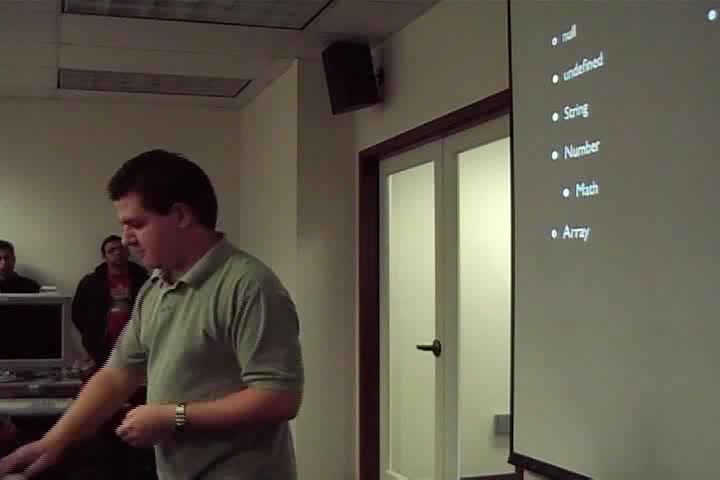 null
undefined
String
Number
Math
Array